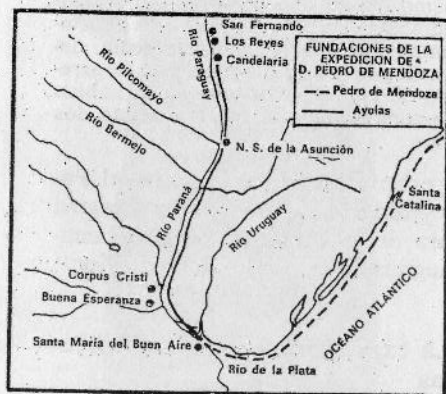 San Fernando
Los Reyes
Candelaria
FUNDACIONES DE LA
EXPEDICION DE
D. PEDRO DE MENDOZA
Pedro de Mendoza
Ayolas
Río Paraguay
Río Pilcomayo
Río Bermejo
N. S. de la Asunción
Río Paraná
Río Uruguay
Santa
Catalina
Corpus Cristi
Buena Esperanza
OCÉANO ATLÁNTICO
Santa María del Buen Aire
Río de la Plata